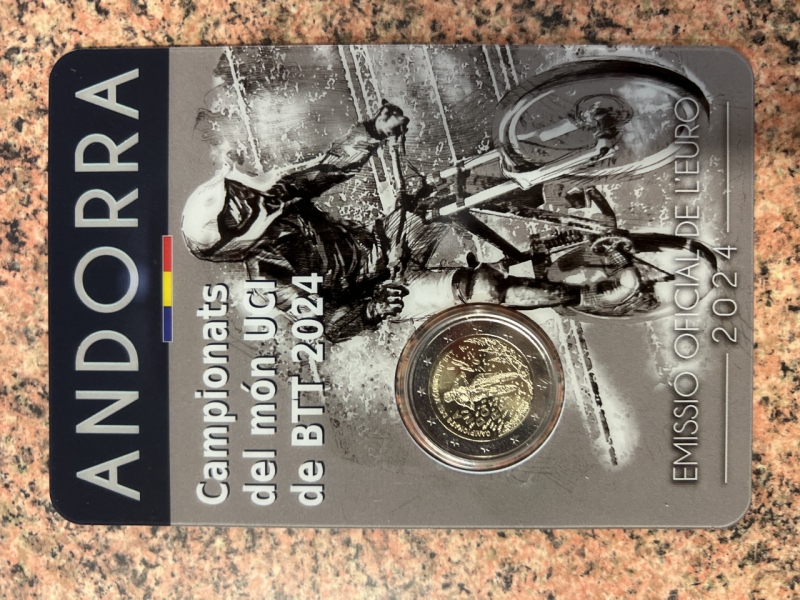 ANDORRA
Campionats
del món UCI
de BTT 2024
EMISSIÓ OFICIAL DE L'EURO
2024